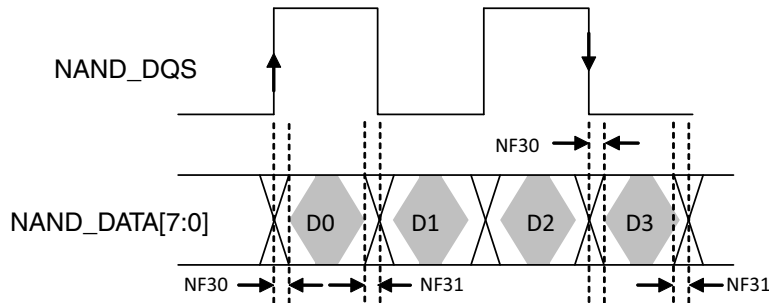 NAND_DQS
NF30
NAND_DATA[7:0]
D0 D1 D2 D3
NF30 NF31 NF31